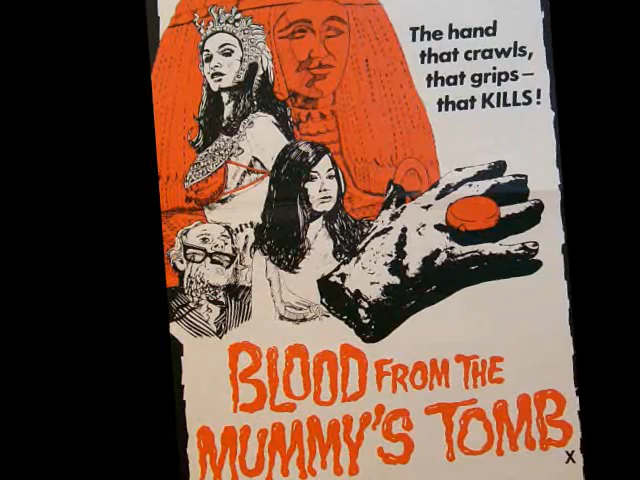 The hand
that crawls,
that grips—
that KILLS!
BLOOD FROM THE
MUMMY'S TOMB
X